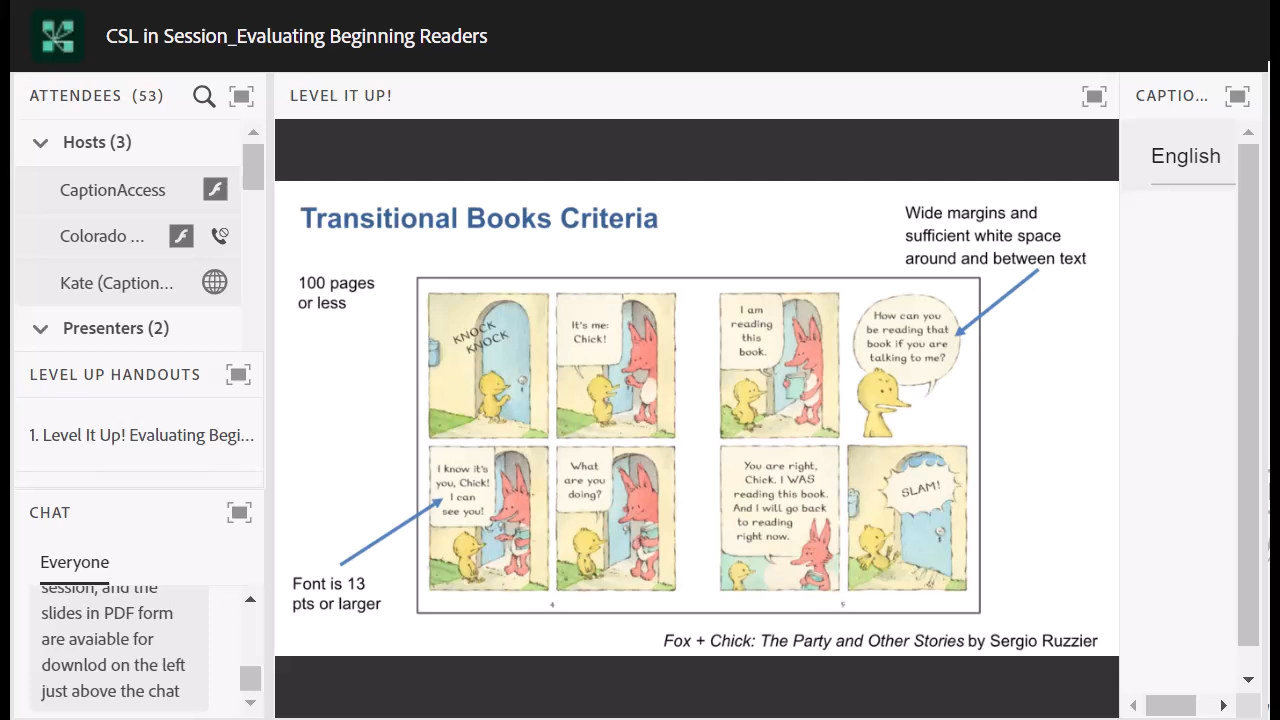 CSL in Session_Evaluating Beginning Readers
ATTENDEES (53)
Hosts (3)
CaptionAccess
Colorado ...
Kate (Caption...
Presenters (2)
LEVEL UP HANDOUTS
1. Level It Up! Evaluating Begi...
CHAT
Everyone
session, and the
slides in PDF form
are avaiable for
downlod on the left
just above the chat
LEVEL IT UP!
Transitional Books Criteria
Wide margins and
sufficient white space
around and between text
100 pages
or less
KNOCK
KNOCK
It's me:
Chick!
I know it's
you, Chick!
I can
see you!
What
are you
doing?
4
I am
reading
this
book.
How can you
be reading that
book if you are
talking to me?
You are right,
Chick. I WAS
reading this book.
And I will go back
to reading
right now.
SLAM!
5
Font is 13
pts or larger
Fox + Chick: The Party and Other Stories by Sergio Ruzzier
CAPTIO...
English